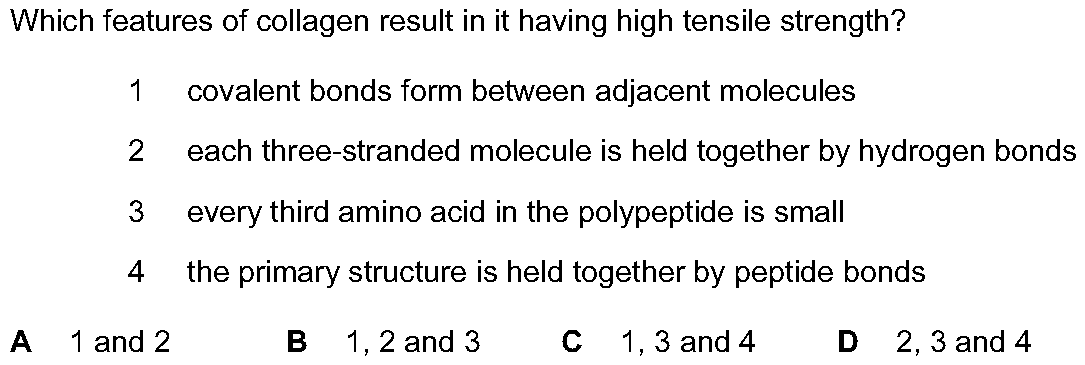 Which features of collagen result in it having high tensile strength?
1 covalent bonds form between adjacent molecules
2 each three-stranded molecule is held together by hydrogen bonds
3 every third amino acid in the polypeptide is small
4 the primary structure is held together by peptide bonds
A 1 and 2 B 1, 2 and 3 C 1, 3 and 4 D 2, 3 and 4